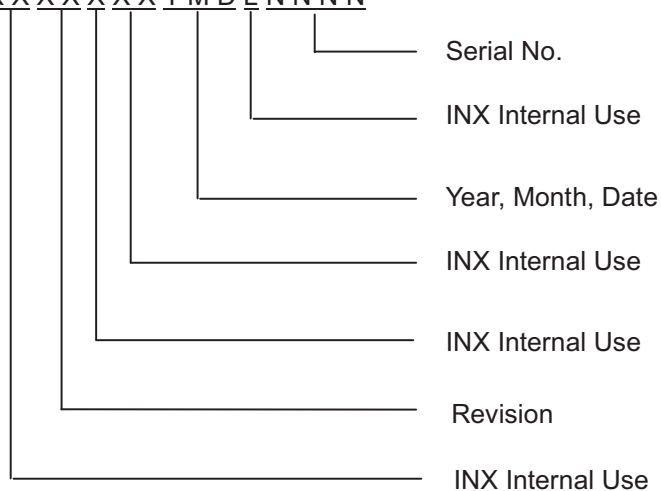 X X X X X X X Y M D L N N N N
Serial No.
INX Internal Use
Year, Month, Date
INX Internal Use
INX Internal Use
Revision
INX Internal Use